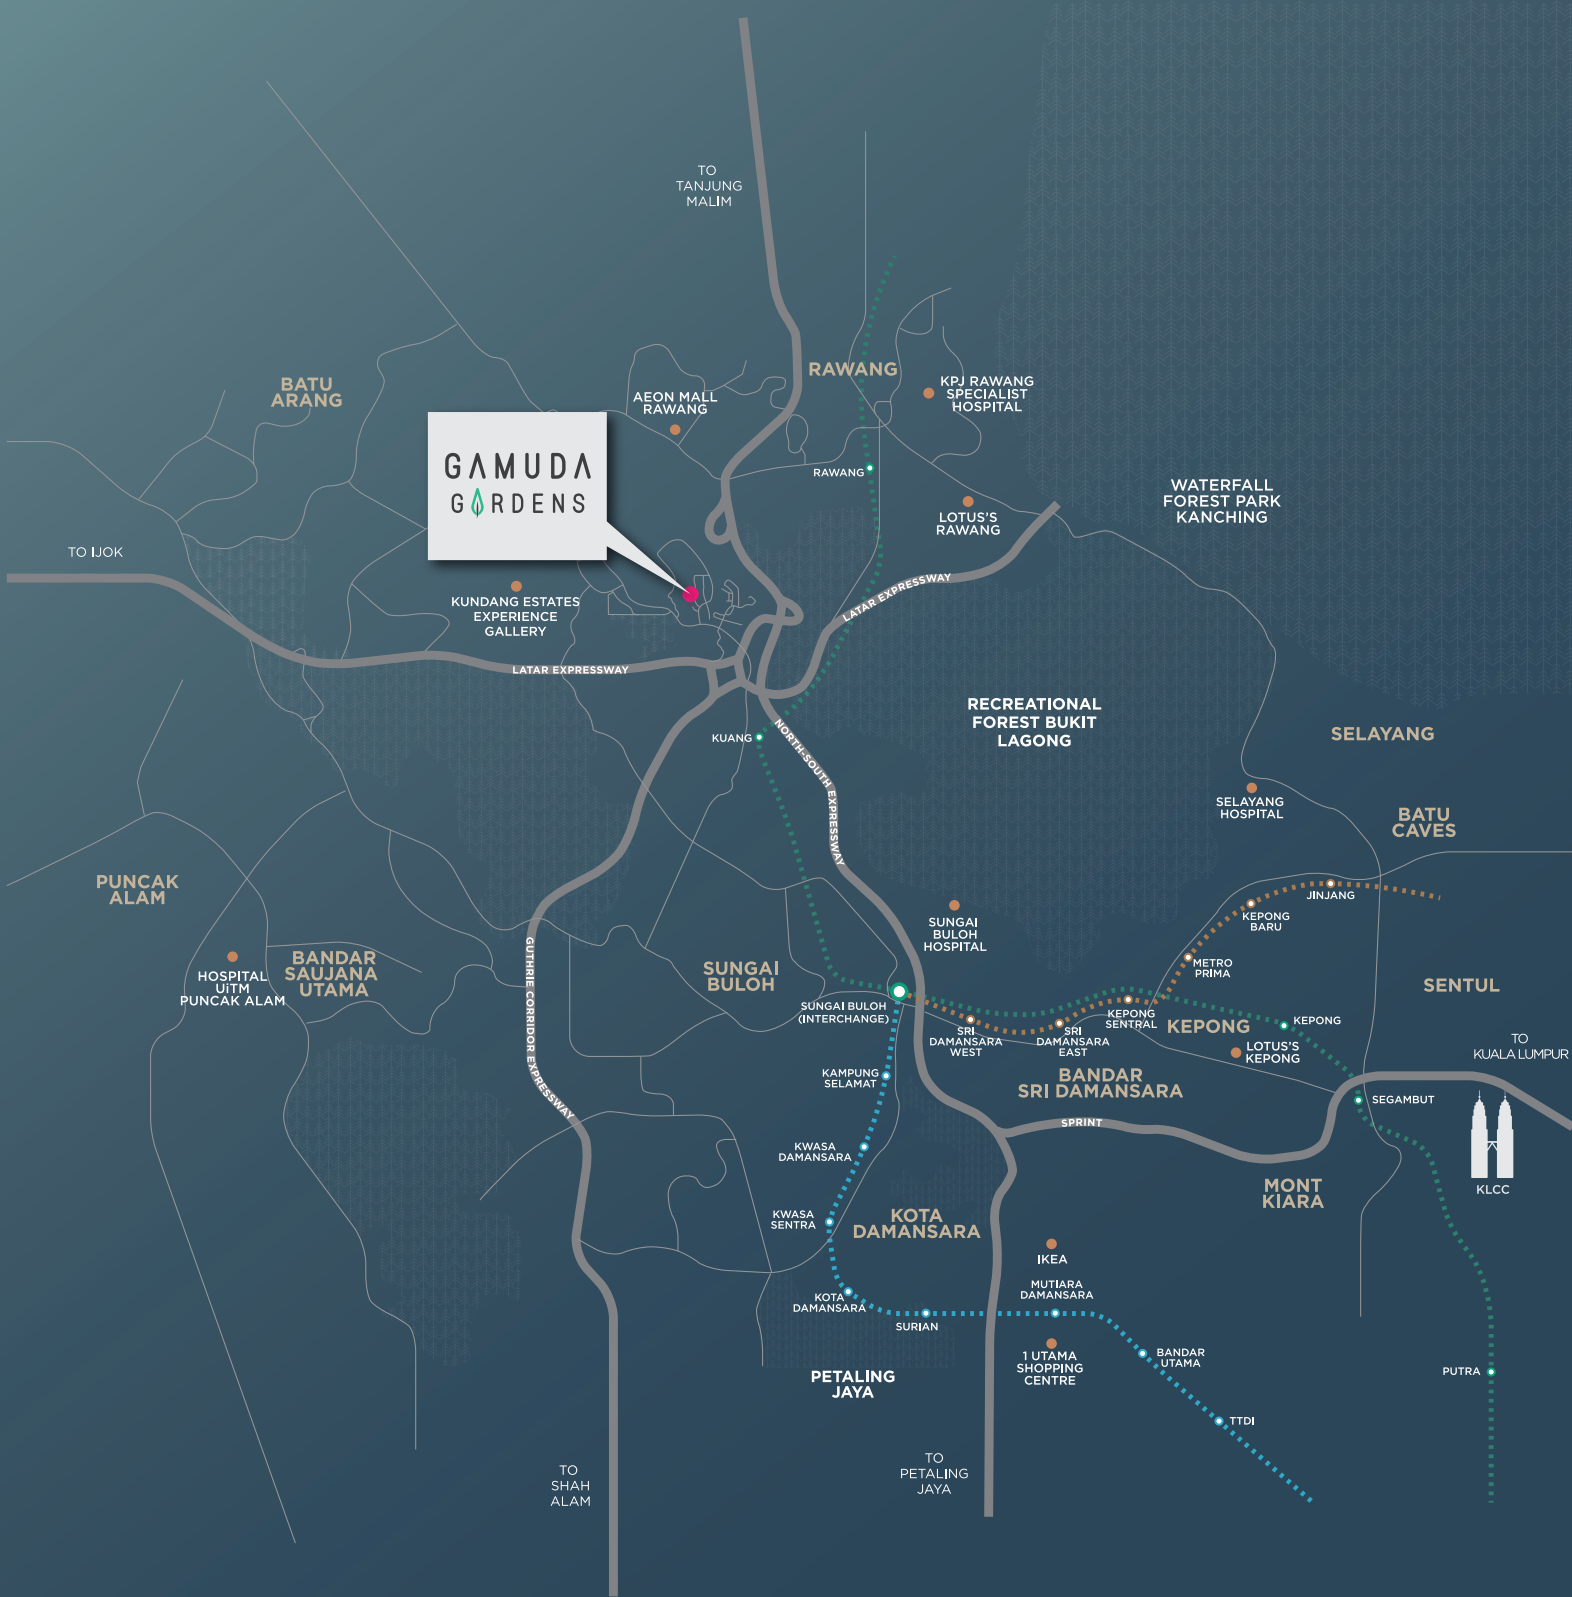 TO
TANJUNG
MALIM
RAWANG
BATU
ARANG
AEON MALL
RAWANG
KPJ RAWANG
SPECIALIST
HOSPITAL
GAMUDA
GARDENS
RAWANG
LOTUS'S
RAWANG
WATERFALL
FOREST PARK
KANCHING
TO IJOK
KUNDANG ESTATES
EXPERIENCE
GALLERY
LATAR EXPRESSWAY
LATAR EXPRESSWAY
RECREATIONAL
FOREST BUKIT
LAGONG
SELAYANG
KUANG
NORTH-SOUTH EXPRESSWAY
SELAYANG
HOSPITAL
BATU
CAVES
PUNCAK
ALAM
JINJANG
KEPONG
BARU
SUNGAI
BULOH
HOSPITAL
METRO
PRIMA
HOSPITAL
UiTM
PUNCAK ALAM
BANDAR
SAUJANA
UTAMA
GUTHRIE CORRIDOR EXPRESSWAY
SUNGAI
BULOH
SENTUL
SUNGAI BULOH
(INTERCHANGE)
SRI
DAMANSARA
WEST
SRI
DAMANSARA
EAST
KEPONG
SENTRAL
KEPONG
KEPONG
LOTUS'S
KEPONG
TO
KUALA LUMPUR
KAMPUNG
SELAMAT
BANDAR
SRI DAMANSARA
SEGAMBUT
SPRINT
KWASA
DAMANSARA
KLCC
MONT
KIARA
KWASA
SENTRA
KOTA
DAMANSARA
IKEA
MUTIARA
DAMANSARA
KOTA
DAMANSARA
SURIAN
1 UTAMA
SHOPPING
CENTRE
BANDAR
UTAMA
PETALING
JAYA
PUTRA
TTDI
TO
SHAH
ALAM
TO
PETALING
JAYA